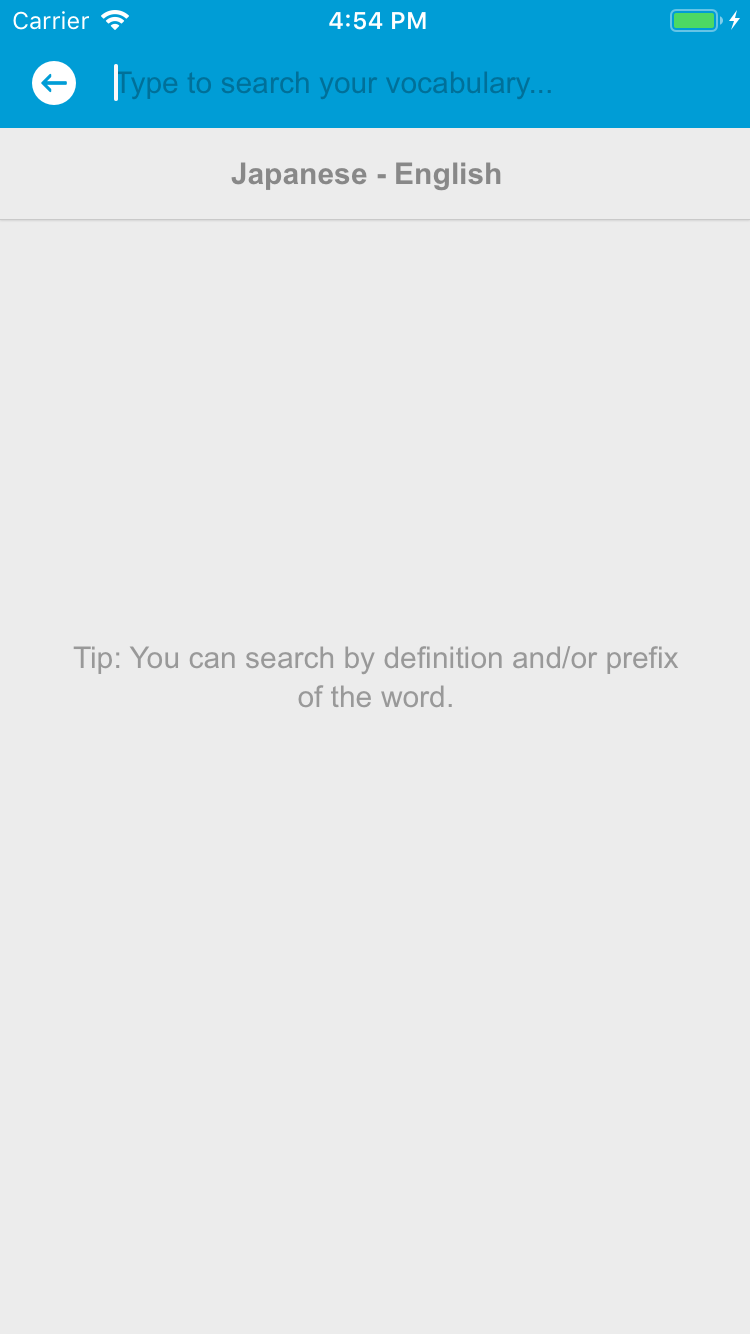 Carrier 4:54 PM
Type to search your vocabulary...
Japanese - English
Tip: You can search by definition and/or prefix
of the word.